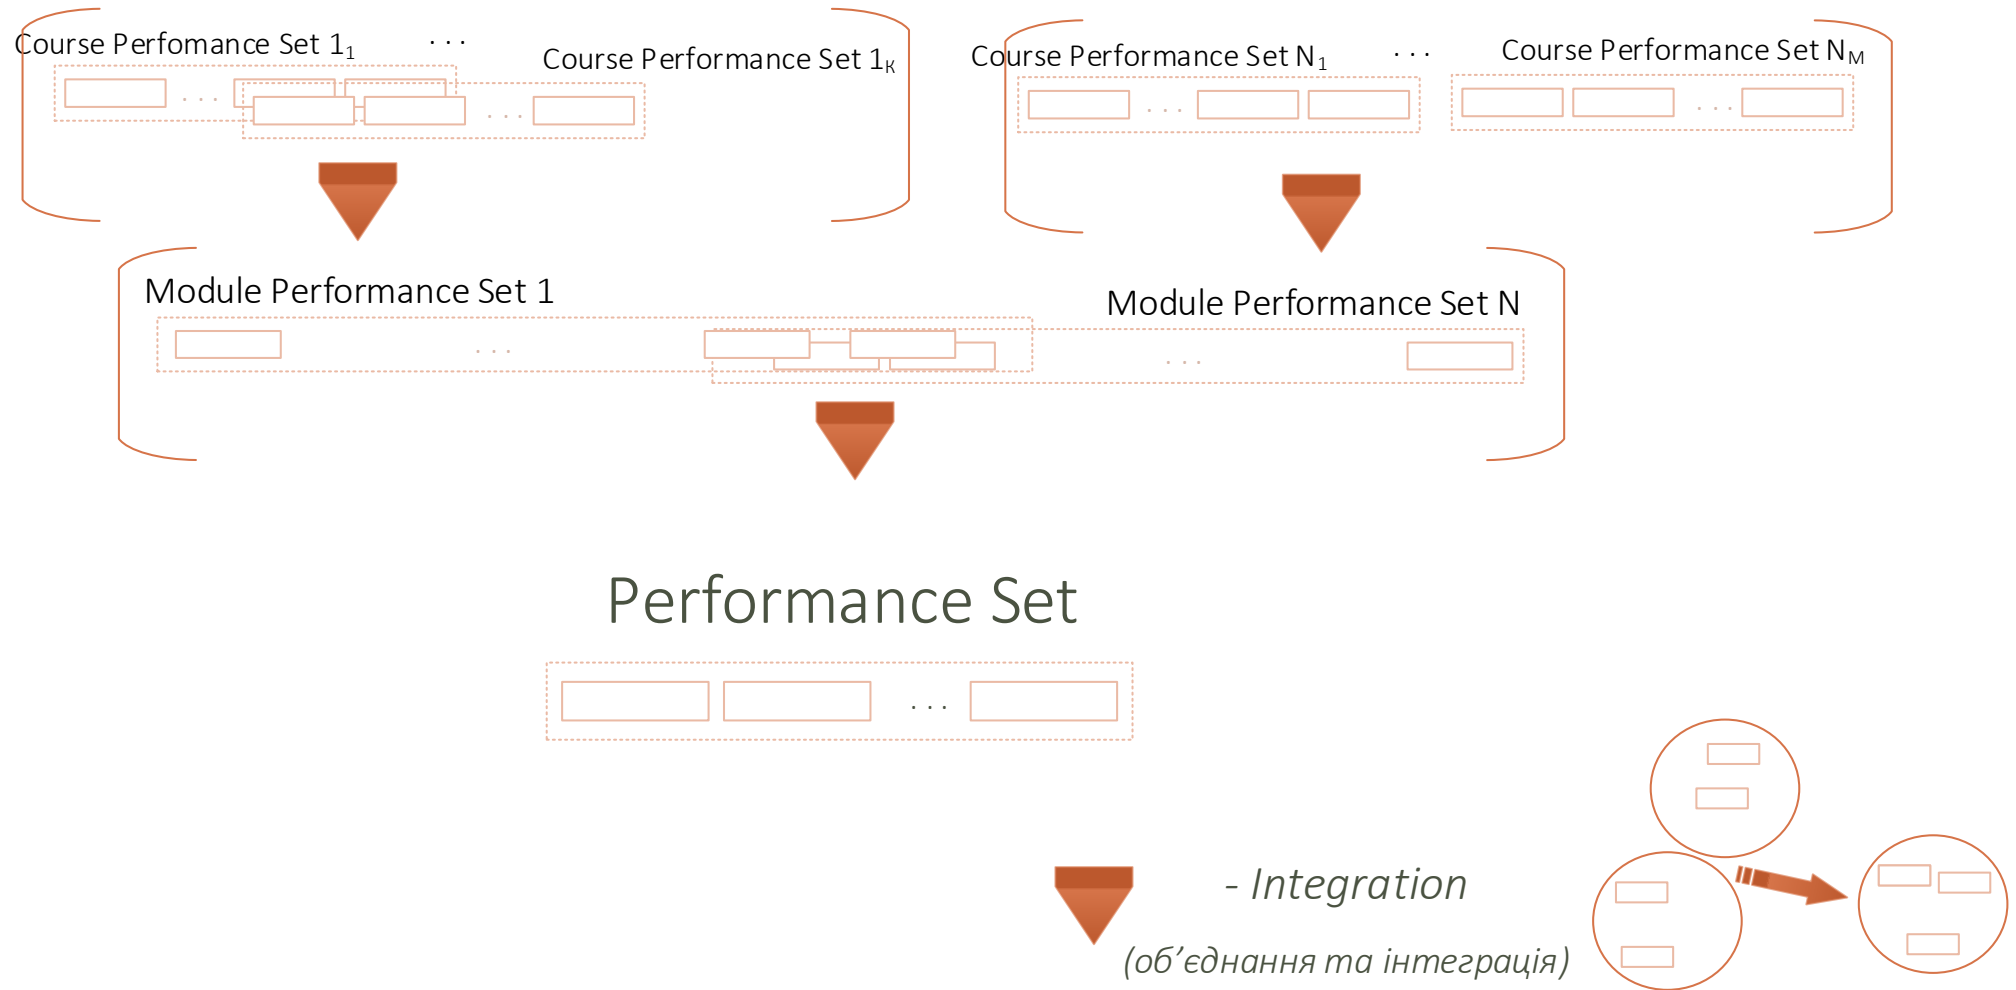 Course Perfomance Set 1₁ . . . Course Performance Set 1ₖ
Course Performance Set N₁ . . . Course Performance Set Nₘ
. . . . . .
. . . . . .
Module Performance Set 1
Module Performance Set N
. . . . . .
Performance Set
. . .
- Integration
(об’єднання та інтеграція)